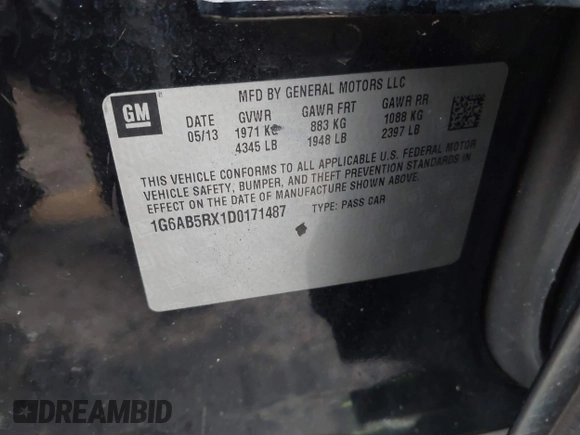 GM
MFD BY GENERAL MOTORS LLC
DATE GVWR GAWR FRT GAWR RR
05/13 1971 KG 883 KG 1088 KG
4345 LB 1948 LB 2397 LB
THIS VEHICLE CONFORMS TO ALL APPLICABLE U.S. FEDERAL MOTOR
VEHICLE SAFETY, BUMPER, AND THEFT PREVENTION STANDARDS IN
EFFECT ON THE DATE OF MANUFACTURE SHOWN ABOVE.
1G6AB5RX1D0171487 TYPE: PASS CAR
DREAMBID